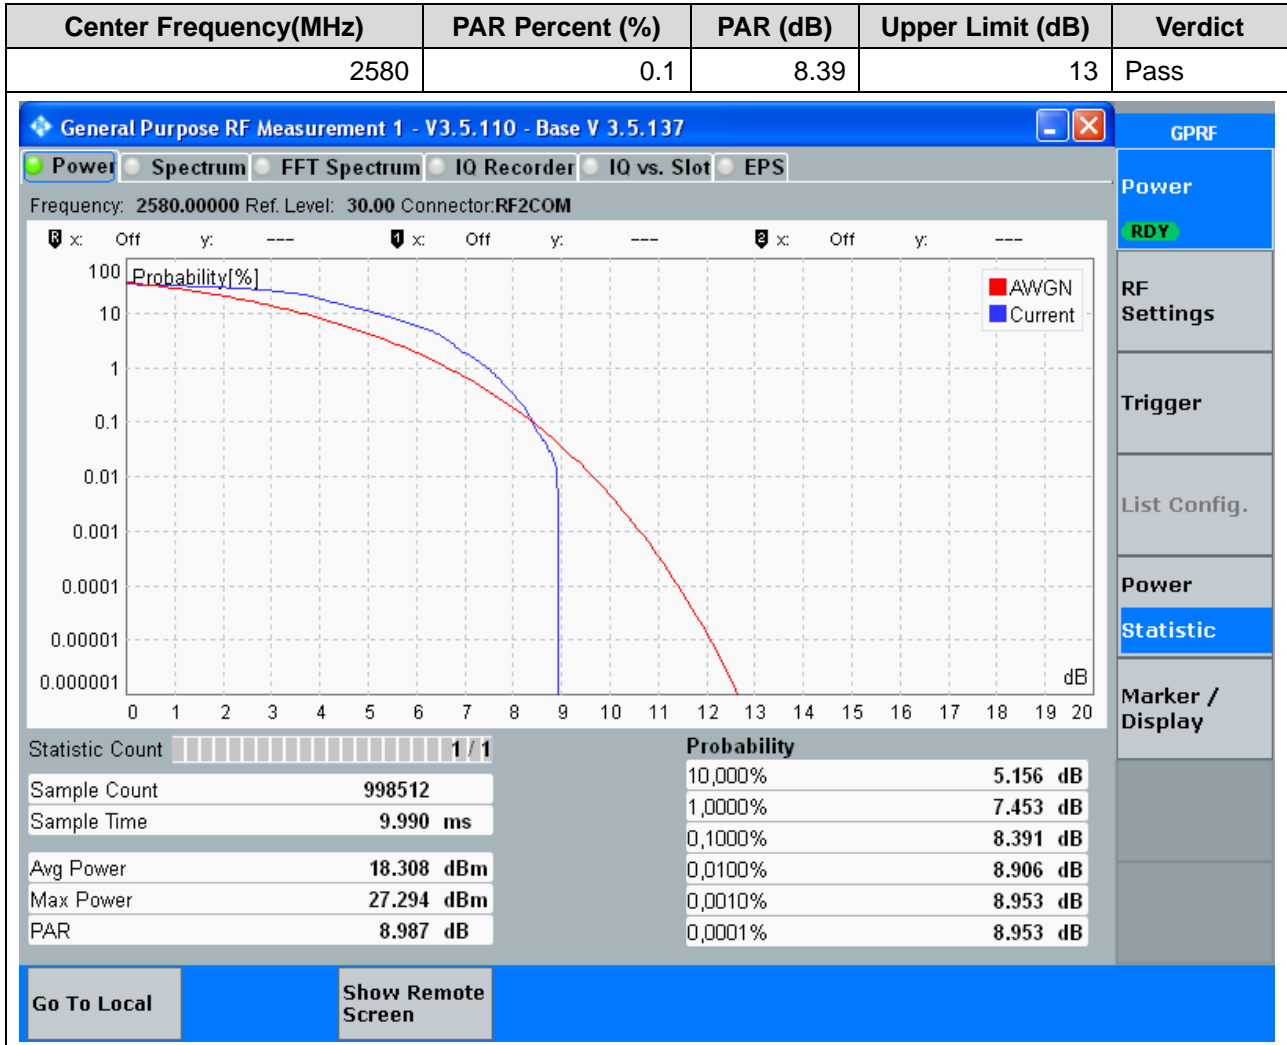 Center Frequency(MHz) PAR Percent (%) PAR (dB) Upper Limit (dB) Verdict
2580 0.1 8.39 13 Pass
General Purpose RF Measurement 1 - V3.5.110 - Base V 3.5.137
GPRF
Power Spectrum FFT Spectrum IQ Recorder IQ vs. Slot EPS
Frequency: 2580.00000 Ref. Level: 30.00 Connector:RF2COM
R x: Off y: --- 1 x: Off y: --- 2 x: Off y: ---
Probability[%]
AWGN
Current
100
10
1
0.1
0.01
0.001
0.0001
0.00001
0.000001
dB
0 1 2 3 4 5 6 7 8 9 10 11 12 13 14 15 16 17 18 19 20
Statistic Count 1 / 1
Sample Count 998512
Sample Time 9.990 ms
Avg Power 18.308 dBm
Max Power 27.294 dBm
PAR 8.987 dB
Probability
10,000% 5.156 dB
1,0000% 7.453 dB
0,1000% 8.391 dB
0,0100% 8.906 dB
0,0010% 8.953 dB
0,0001% 8.953 dB
Power
RDY
RF
Settings
Trigger
List Config.
Power
Statistic
Marker /
Display
Go To Local
Show Remote
Screen